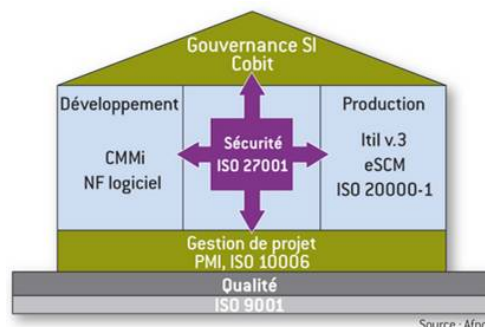 Gouvernance SI
Cobit
Développement
CMMi
NF logiciel
Sécurité
ISO 27001
Production
Itil v.3
eSCM
ISO 20000-1
Gestion de projet
PMI, ISO 10006
Qualité
ISO 9001
Source :